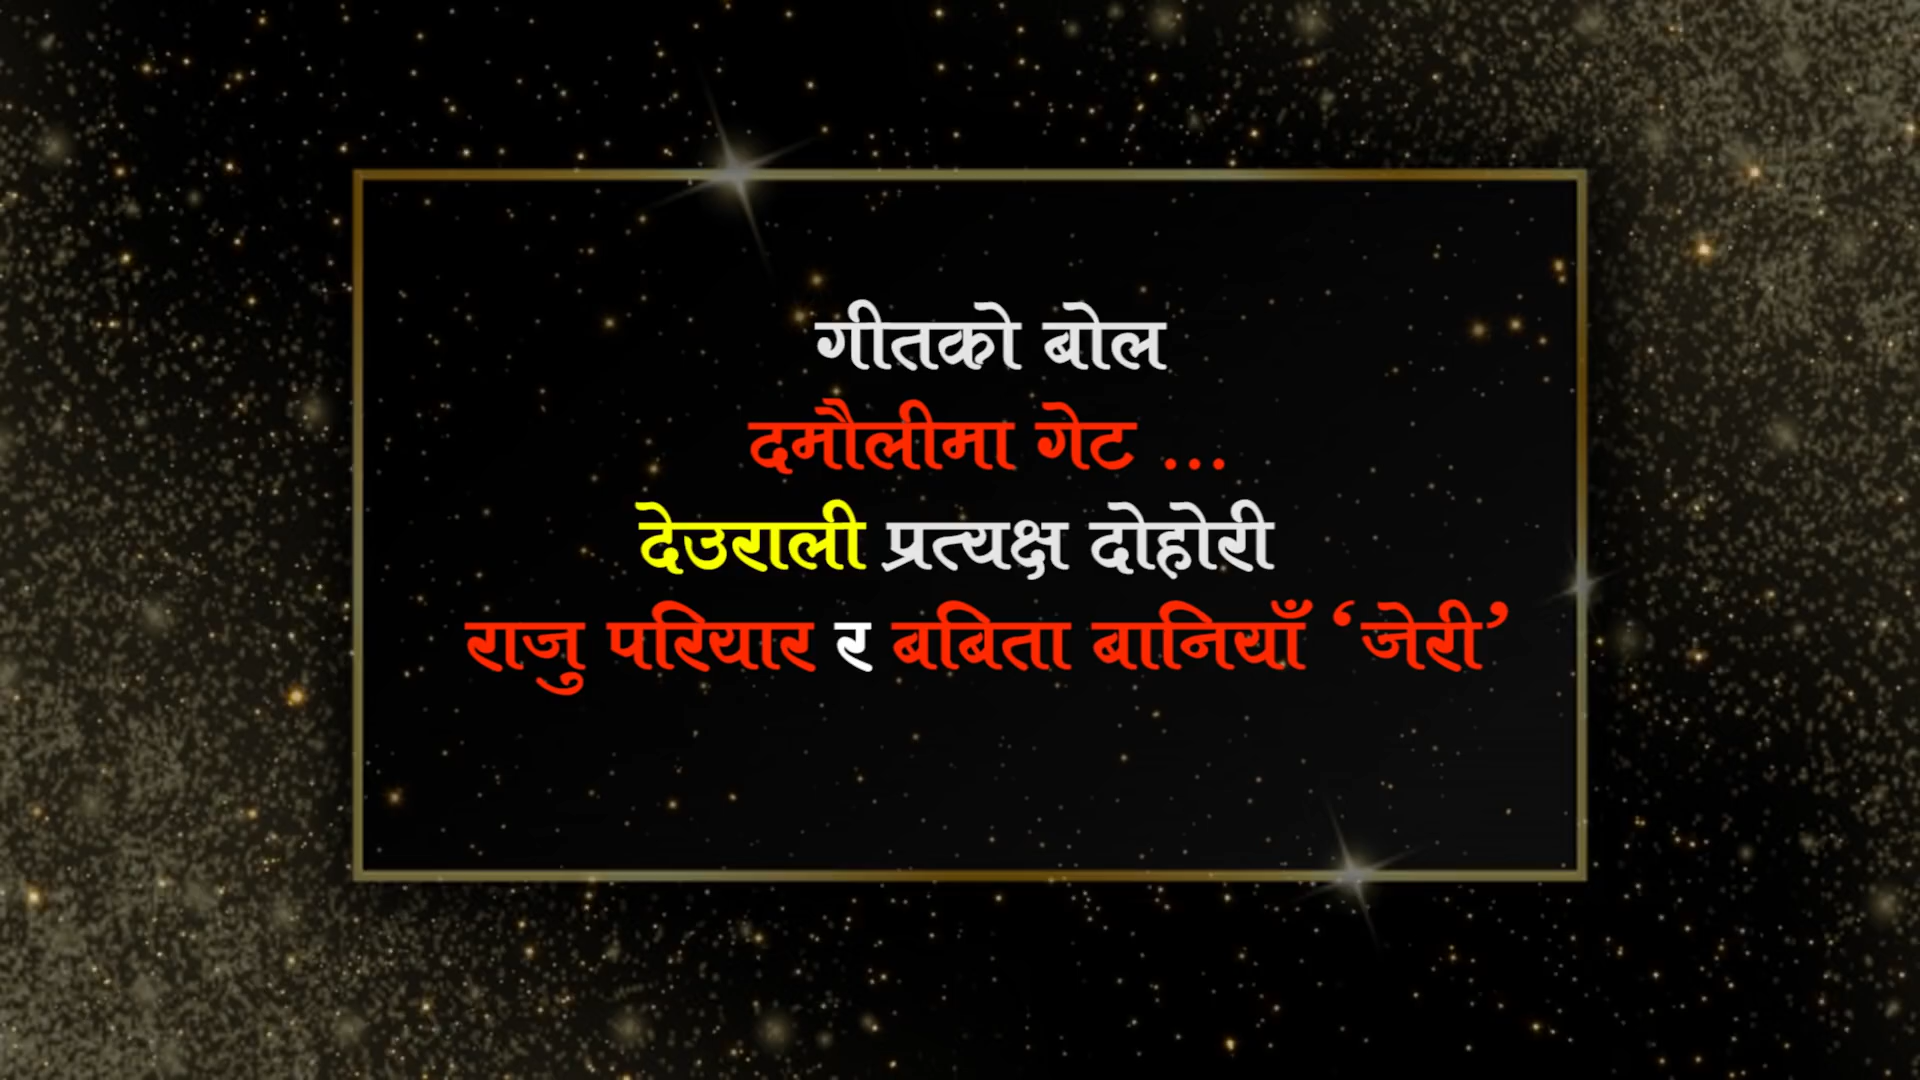 गीतको बोल
दमौलीमा गेट ...
देउराली प्रत्यक्ष दोहोरी
राजु परियार र बबिता बानियाँ ‘जेरी’